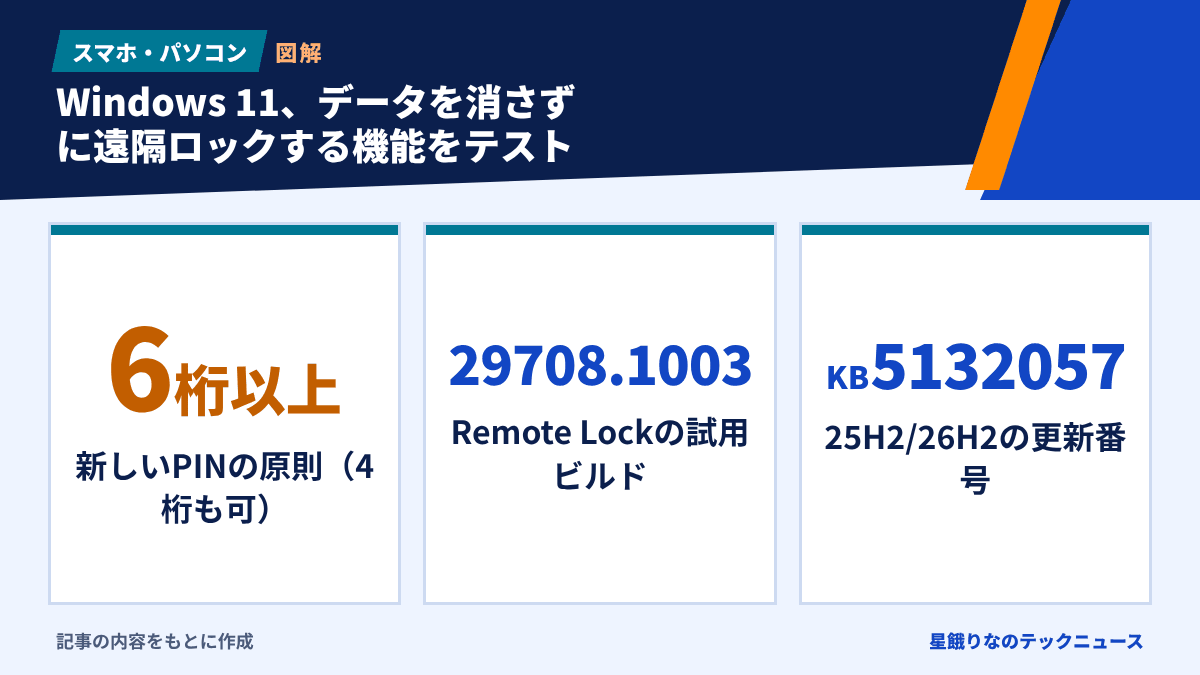 スマホ・パソコン 図解
Windows 11、データを消さず
に遠隔ロックする機能をテスト
6桁以上
新しいPINの原則（4
桁も可）
29708.1003
Remote Lockの試用
ビルド
KB5132057
25H2/26H2の更新番
号
記事の内容をもとに作成
星餓りなのテックニュース